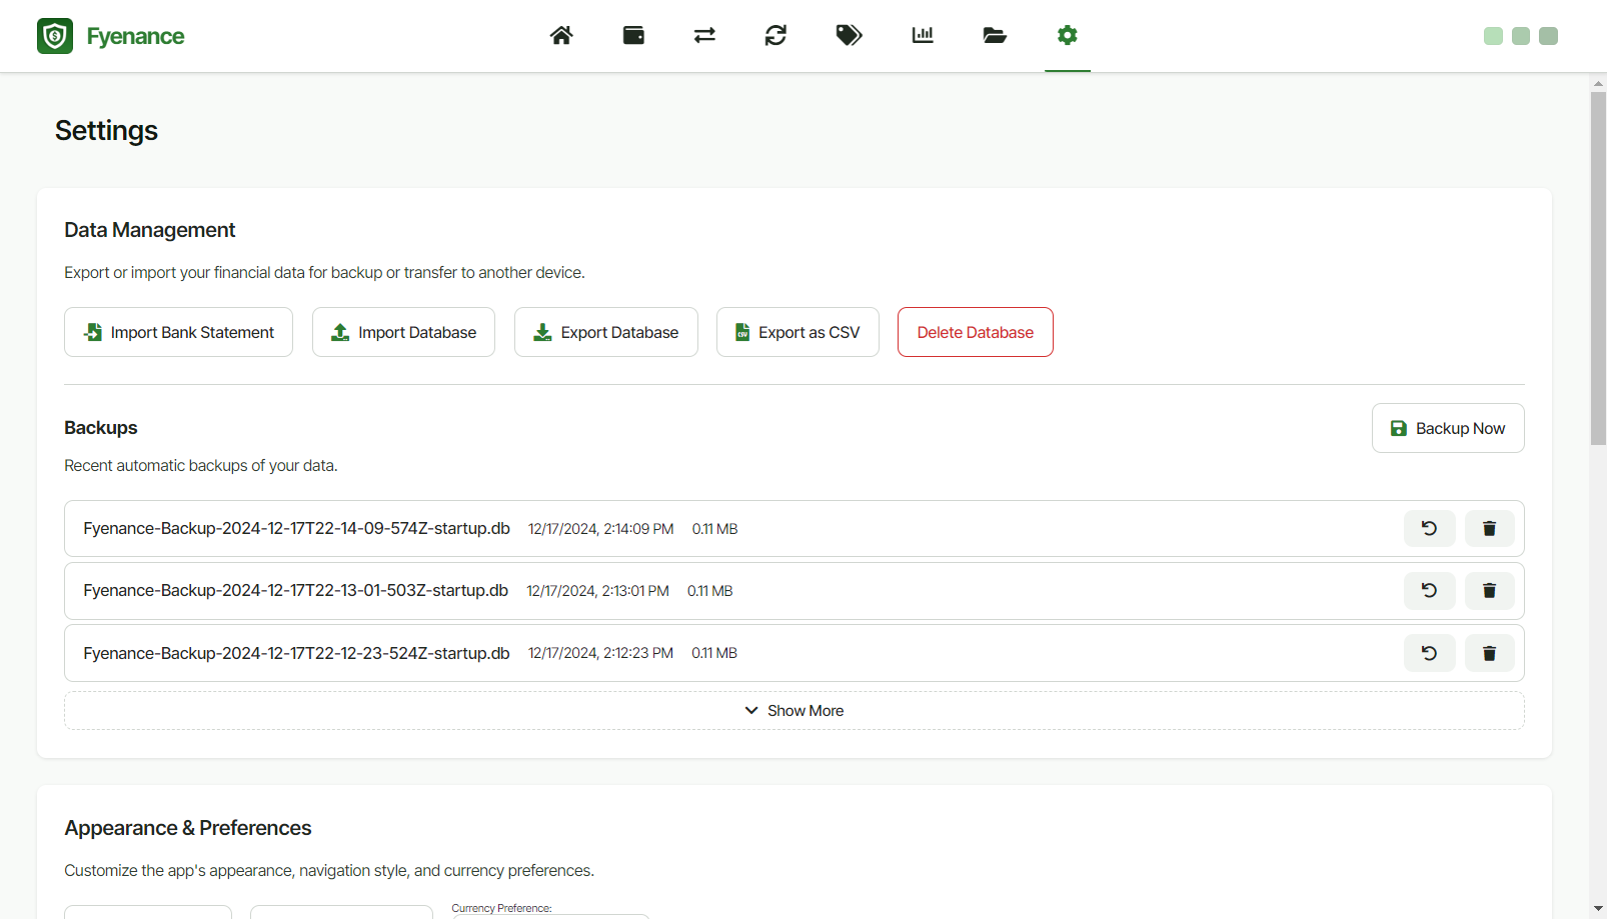 Fyenance
Settings
Data Management
Export or import your financial data for backup or transfer to another device.
Import Bank Statement
Import Database
Export Database
CSV
Export as CSV
Delete Database
Backups
Backup Now
Recent automatic backups of your data.
Fyenance-Backup-2024-12-17T22-14-09-574Z-startup.db 12/17/2024, 2:14:09 PM 0.11 MB
Fyenance-Backup-2024-12-17T22-13-01-503Z-startup.db 12/17/2024, 2:13:01 PM 0.11 MB
Fyenance-Backup-2024-12-17T22-12-23-524Z-startup.db 12/17/2024, 2:12:23 PM 0.11 MB
Show More
Appearance & Preferences
Customize the app's appearance, navigation style, and currency preferences.
Currency Preference: